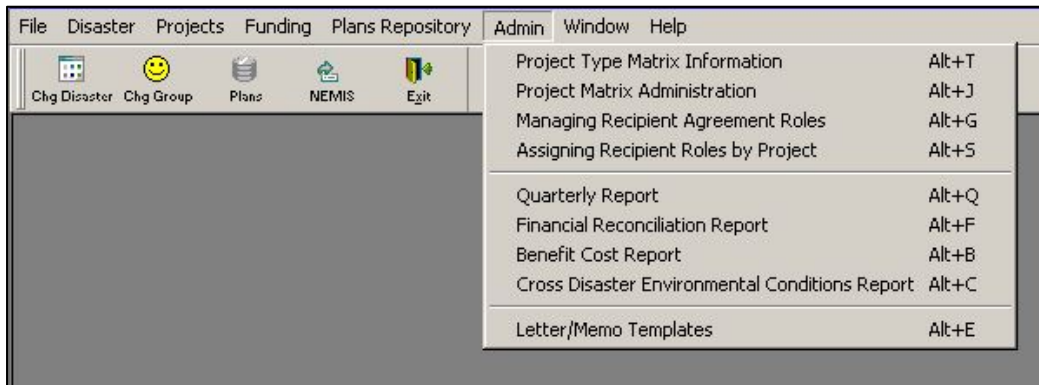 File Disaster Projects Funding Plans Repository Admin Window Help
Chg Disaster Chg Group Plans NEMIS Exit
Project Type Matrix Information Alt+T
Project Matrix Administration Alt+J
Managing Recipient Agreement Roles Alt+G
Assigning Recipient Roles by Project Alt+S
Quarterly Report Alt+Q
Financial Reconciliation Report Alt+F
Benefit Cost Report Alt+B
Cross Disaster Environmental Conditions Report Alt+C
Letter/Memo Templates Alt+E